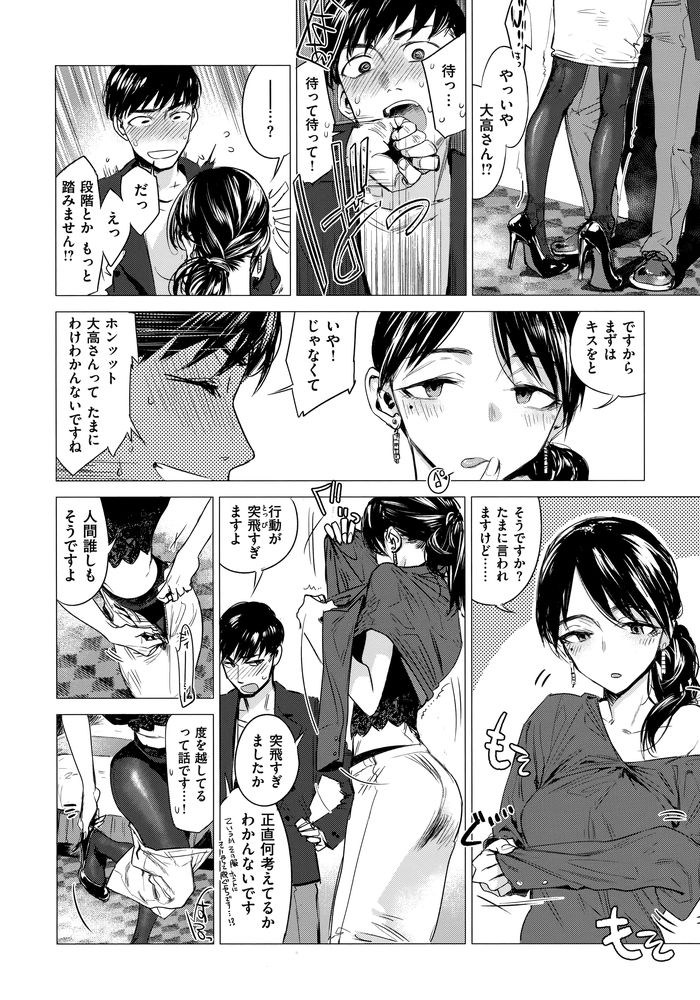 やっいや
大高さん!?
待っ…
待って待って!
―――…?
だっ
えっ
段階とか もっと
踏みません!?
ですから
まずは
キスをと
いや!
じゃなくて
ホンッット
大高さんって たまに
わけわかんないですね
そうですか?
たまに言われ
ますけど……
もそ
もぞ
行動が
突飛すぎ
ますよ
とっぴ
突飛すぎ
ましたか
正直何考えてるか
わかんないです
人間誰しも
そうですよ
度を越してる
って話です…!